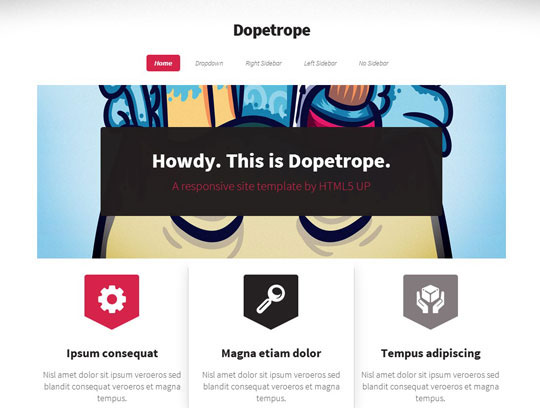 Dopetrope
Home Dropdown Right Sidebar Left Sidebar No Sidebar
Howdy. This is Dopetrope.
A responsive site template by HTML5 UP
Ipsum consequat
Nisl amet dolor sit ipsum veroeros sed
blandit consequat veroeros et magna
tempus.
Magna etiam dolor
Nisl amet dolor sit ipsum veroeros sed
blandit consequat veroeros et magna
tempus.
Tempus adipiscing
Nisl amet dolor sit ipsum veroeros sed
blandit consequat veroeros et magna
tempus.